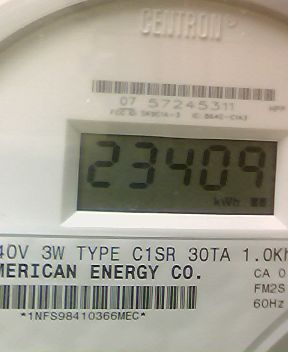 CENTRON
07 57245311
23409
kWh
40V 3W TYPE C1SR 30TA 1.0Kh
MERICAN ENERGY CO.
CA 0
FM2S
60Hz
*1NFS98410366MEC*